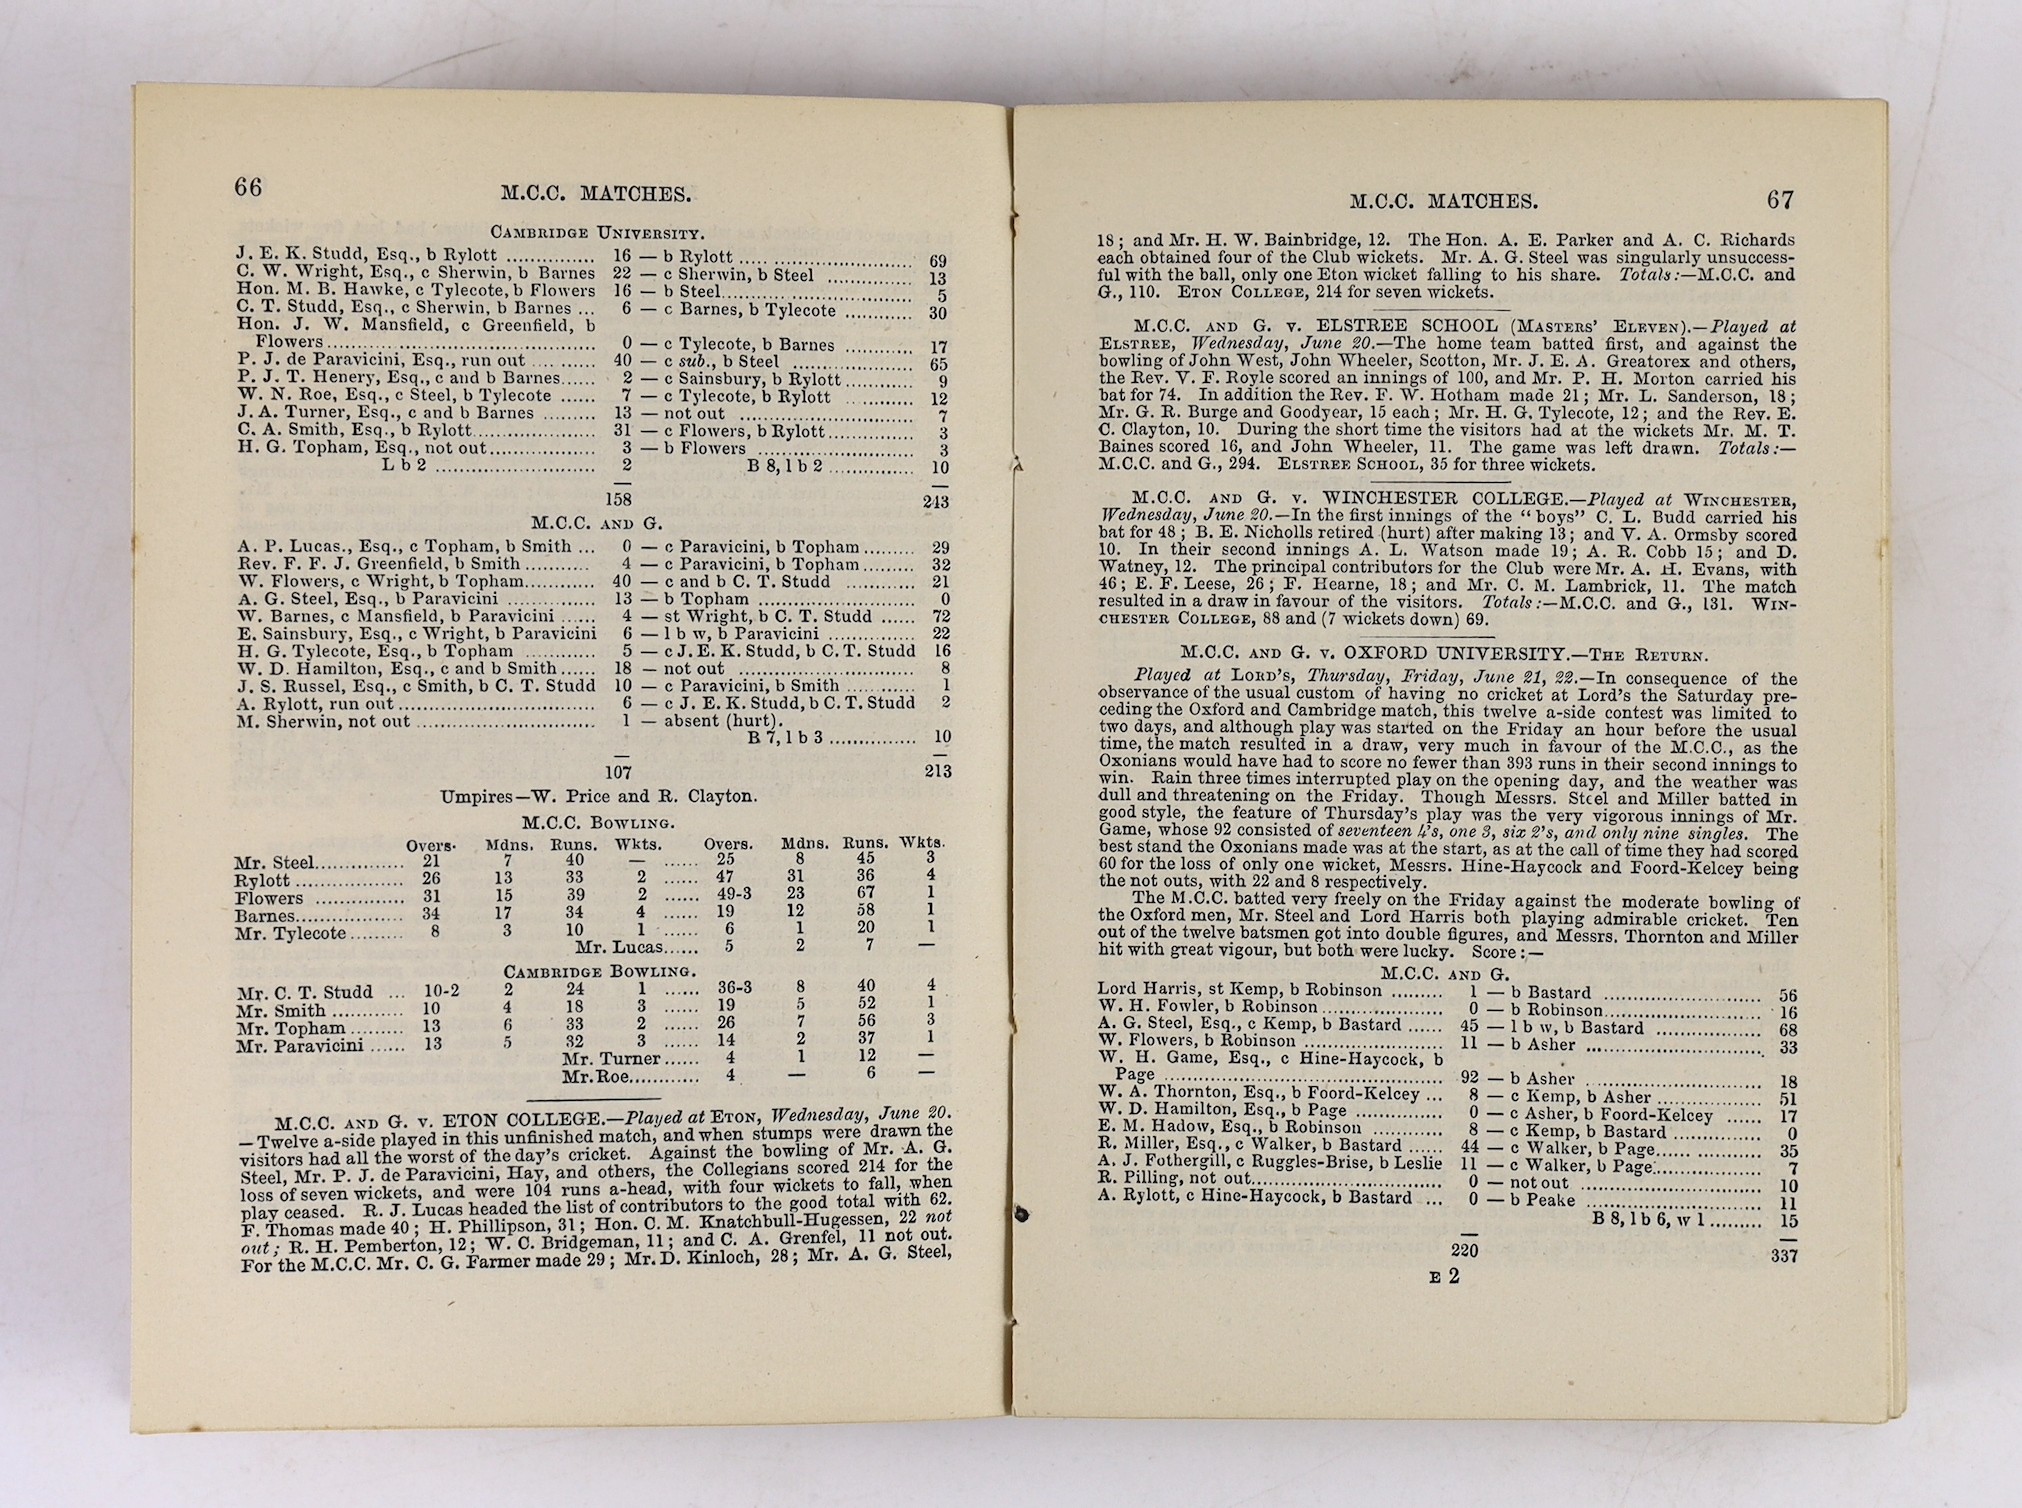 66
M.C.C. MATCHES.
CAMBRIDGE UNIVERSITY.
J. E. K. Studd, Esq., b Rylott ............... 16 — b Rylott ..... ........................... 69
C. W. Wright, Esq., c Sherwin, b Barnes 22 — c Sherwin, b Steel ............... 13
Hon. M. B. Hawke, c Tylecote, b Flowers 16 — b Steel.................................. 5
C. T. Studd, Esq., c Sherwin, b Barnes ... 6 — c Barnes, b Tylecote ............ 30
Hon. J. W. Mansfield, c Greenfield, b
Flowers ............................................. 0 — c Tylecote, b Barnes ............ 17
P. J. de Paravicini, Esq., run out .... ...... 40 — c sub., b Steel ..................... 65
P. J. T. Henery, Esq., c and b Barnes...... 2 — c Sainsbury, b Rylott............ 9
W. N. Roe, Esq., c Steel, b Tylecote ...... 7 — c Tylecote, b Rylott ............ 12
J. A. Turner, Esq., c and b Barnes ......... 13 — not out .............................. 7
C. A. Smith, Esq., b Rylott..................... 31 — c Flowers, b Rylott............... 3
H. G. Topham, Esq., not out.................. 3 — b Flowers ........................... 3
L b 2 ........................... 2 B 8, l b 2 ............... 10
158 243
M.C.C. AND G.
A. P. Lucas., Esq., c Topham, b Smith ... 0 — c Paravicini, b Topham......... 29
Rev. F. F. J. Greenfield, b Smith ........... 4 — c Paravicini, b Topham......... 32
W. Flowers, c Wright, b Topham............ 40 — c and b C. T. Studd ............ 21
A. G. Steel, Esq., b Paravicini ............... 13 — b Topham ........................... 0
W. Barnes, c Mansfield, b Paravicini ...... 4 — st Wright, b C. T. Studd ...... 72
E. Sainsbury, Esq., c Wright, b Paravicini 6 — l b w, b Paravicini ............... 22
H. G. Tylecote, Esq., b Topham ............ 5 — c J. E. K. Studd, b C. T. Studd 16
W. D. Hamilton, Esq., c and b Smith...... 18 — not out .............................. 8
J. S. Russel, Esq., c Smith, b C. T. Studd 10 — c Paravicini, b Smith ............ 1
A. Rylott, run out ................................. 6 — c J. E. K. Studd, b C. T. Studd 2
M. Sherwin, not out .............................. 1 — absent (hurt).
B 7, l b 3 ............... 10
107 213
Umpires—W. Price and R. Clayton.
M.C.C. BOWLING.
Overs. Mdns. Runs. Wkts. Overs. Mdns. Runs. Wkts.
Mr. Steel............... 21 7 40 — ...... 25 8 45 3
Rylott .................. 26 13 33 2 ...... 47 31 36 4
Flowers ............... 31 15 39 2 ...... 49-3 23 67 1
Barnes.................. 34 17 34 4 ...... 19 12 58 1
Mr. Tylecote......... 8 3 10 1 ...... 6 1 20 1
Mr. Lucas...... 5 2 7 —
CAMBRIDGE BOWLING.
Mr. C. T. Studd ... 10-2 2 24 1 ...... 36-3 8 40 4
Mr. Smith ............ 10 4 18 3 ...... 19 5 52 1
Mr. Topham ......... 13 6 33 2 ...... 26 7 56 3
Mr. Paravicini ...... 13 5 32 3 ...... 14 2 37 1
Mr. Turner ...... 4 1 12 —
Mr. Roe............ 4 — 6 —
M.C.C. AND G. v. ETON COLLEGE.—Played at ETON, Wednesday, June 20.
—Twelve a-side played in this unfinished match, and when stumps were drawn the
visitors had all the worst of the day's cricket. Against the bowling of Mr. A. G.
Steel, Mr. P. J. de Paravicini, Hay, and others, the Collegians scored 214 for the
loss of seven wickets, and were 104 runs a-head, with four wickets to fall, when
play ceased. R. J. Lucas headed the list of contributors to the good total with 62.
F. Thomas made 40; H. Phillipson, 31; Hon. C. M. Knatchbull-Hugessen, 22 not
out; R. H. Pemberton, 12; W. C. Bridgeman, 11; and C. A. Grenfel, 11 not out.
For the M.C.C. Mr. C. G. Farmer made 29; Mr. D. Kinloch, 28; Mr. A. G. Steel,
M.C.C. MATCHES. 67
18; and Mr. H. W. Bainbridge, 12. The Hon. A. E. Parker and A. C. Richards
each obtained four of the Club wickets. Mr. A. G. Steel was singularly unsuccess-
ful with the ball, only one Eton wicket falling to his share. Totals:—M.C.C. and
G., 110. ETON COLLEGE, 214 for seven wickets.
M.C.C. AND G. v. ELSTREE SCHOOL (MASTERS' ELEVEN).—Played at
ELSTREE, Wednesday, June 20.—The home team batted first, and against the
bowling of John West, John Wheeler, Scotton, Mr. J. E. A. Greatorex and others,
the Rev. V. F. Royle scored an innings of 100, and Mr. P. H. Morton carried his
bat for 74. In addition the Rev. F. W. Hotham made 21; Mr. L. Sanderson, 18;
Mr. G. R. Burge and Goodyear, 15 each; Mr. H. G. Tylecote, 12; and the Rev. E.
C. Clayton, 10. During the short time the visitors had at the wickets Mr. M. T.
Baines scored 16, and John Wheeler, 11. The game was left drawn. Totals:—
M.C.C. and G., 294. ELSTREE SCHOOL, 35 for three wickets.
M.C.C. AND G. v. WINCHESTER COLLEGE.—Played at WINCHESTER,
Wednesday, June 20.—In the first innings of the "boys" C. L. Budd carried his
bat for 48; B. E. Nicholls retired (hurt) after making 13; and V. A. Ormsby scored
10. In their second innings A. L. Watson made 19; A. R. Cobb 15; and D.
Watney, 12. The principal contributors for the Club were Mr. A. H. Evans, with
46; E. F. Leese, 26; F. Hearne, 18; and Mr. C. M. Lambrick, 11. The match
resulted in a draw in favour of the visitors. Totals:—M.C.C. and G., 131. WIN-
CHESTER COLLEGE, 88 and (7 wickets down) 69.
M.C.C. AND G. v. OXFORD UNIVERSITY.—THE RETURN.
Played at LORD'S, Thursday, Friday, June 21, 22.—In consequence of the
observance of the usual custom of having no cricket at Lord's the Saturday pre-
ceding the Oxford and Cambridge match, this twelve a-side contest was limited to
two days, and although play was started on the Friday an hour before the usual
time, the match resulted in a draw, very much in favour of the M.C.C., as the
Oxonians would have had to score no fewer than 393 runs in their second innings to
win. Rain three times interrupted play on the opening day, and the weather was
dull and threatening on the Friday. Though Messrs. Steel and Miller batted in
good style, the feature of Thursday's play was the very vigorous innings of Mr.
Game, whose 92 consisted of seventeen 4's, one 3, six 2's, and only nine singles. The
best stand the Oxonians made was at the start, as at the call of time they had scored
60 for the loss of only one wicket, Messrs. Hine-Haycock and Foord-Kelcey being
the not outs, with 22 and 8 respectively.
The M.C.C. batted very freely on the Friday against the moderate bowling of
the Oxford men, Mr. Steel and Lord Harris both playing admirable cricket. Ten
out of the twelve batsmen got into double figures, and Messrs. Thornton and Miller
hit with great vigour, but both were lucky. Score:—
M.C.C. AND G.
Lord Harris, st Kemp, b Robinson ......... 1 — b Bastard ........................... 56
W. H. Fowler, b Robinson ..................... 0 — b Robinson........................... 16
A. G. Steel, Esq., c Kemp, b Bastard ...... 45 — l b w, b Bastard .................. 68
W. Flowers, b Robinson ........................ 11 — b Asher .............................. 33
W. H. Game, Esq., c Hine-Haycock, b
Page ................................................ 92 — b Asher .............................. 18
W. A. Thornton, Esq., b Foord-Kelcey ... 8 — c Kemp, b Asher .................. 51
W. D. Hamilton, Esq., b Page ............... 0 — c Asher, b Foord-Kelcey ...... 17
E. M. Hadow, Esq., b Robinson ............ 8 — c Kemp, b Bastard ............... 0
R. Miller, Esq., c Walker, b Bastard ...... 44 — c Walker, b Page.................. 35
A. J. Fothergill, c Ruggles-Brise, b Leslie 11 — c Walker, b Page.................. 7
R. Pilling, not out................................. 0 — not out .............................. 10
A. Rylott, c Hine-Haycock, b Bastard ... 0 — b Peake .............................. 11
B 8, l b 6, w 1 ......... 15
220 337
E 2